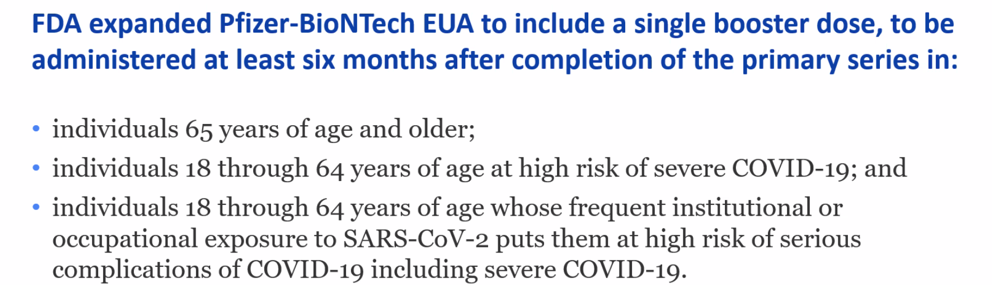 FDA expanded Pfizer-BioNTech EUA to include a single booster dose, to be
administered at least six months after completion of the primary series in:
• individuals 65 years of age and older;
• individuals 18 through 64 years of age at high risk of severe COVID-19; and
• individuals 18 through 64 years of age whose frequent institutional or
occupational exposure to SARS-CoV-2 puts them at high risk of serious
complications of COVID-19 including severe COVID-19.